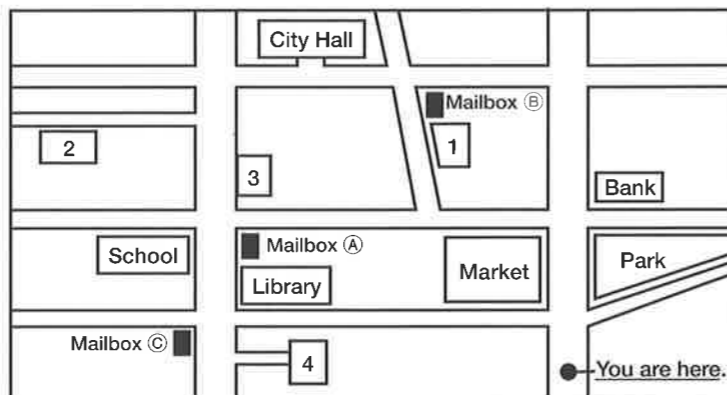 City Hall
Mailbox Ⓑ
2
1
3
Bank
School
Mailbox Ⓐ
Library
Market
Park
Mailbox Ⓒ
4
You are here.